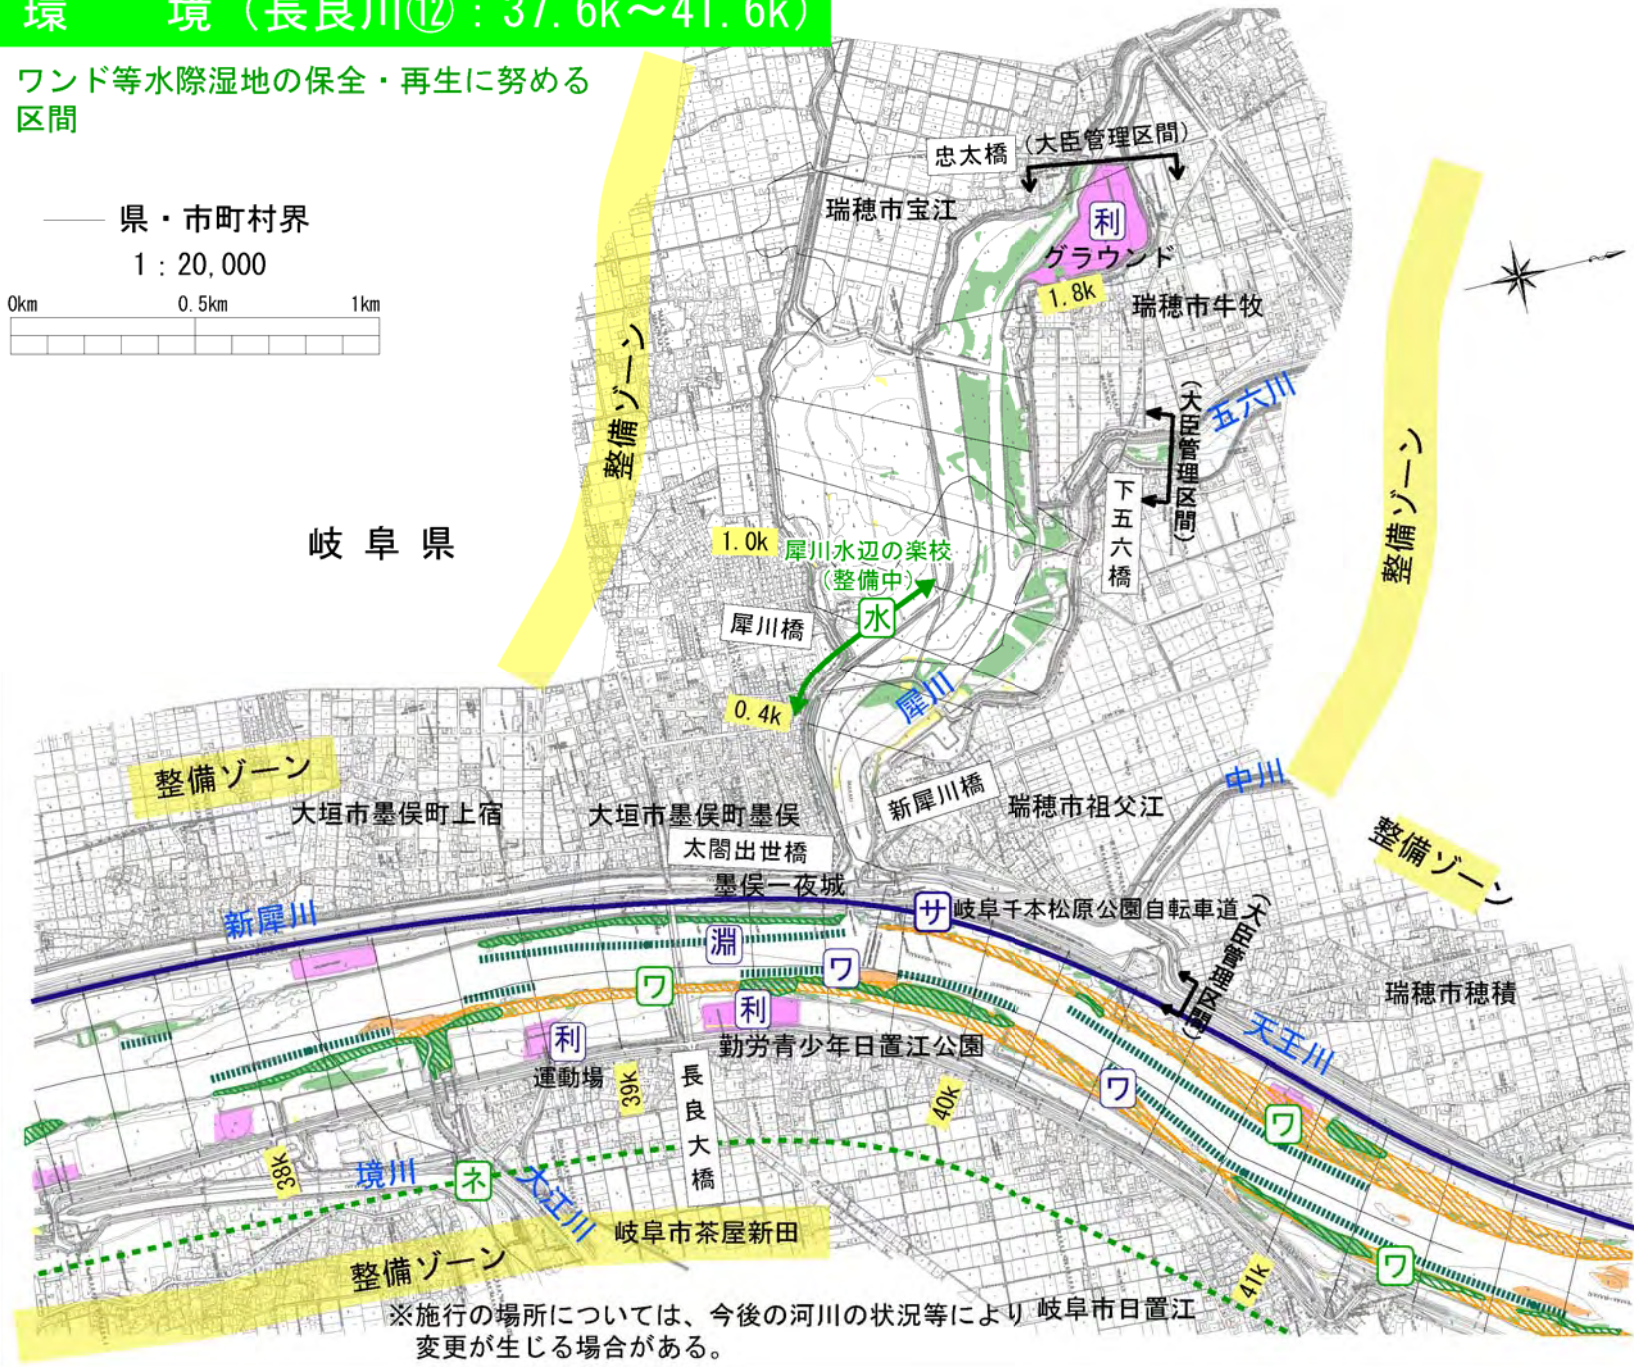 環　　境（長良川⑫：37.6k～41.6k）
ワンド等水際湿地の保全・再生に努める
区間
県・市町村界
1：20,000
0km 0.5km 1km
岐阜県
整備ゾーン
忠太橋
(大臣管理区間)
瑞穂市宝江
利
グラウンド
1.8k
瑞穂市牛牧
五六川
(大臣管理区間)
下五六橋
整備ゾーン
1.0k
犀川水辺の楽校
(整備中)
水
犀川橋
0.4k
犀川
新犀川橋
瑞穂市祖父江
中川
整備ゾーン
整備ゾーン
大垣市墨俣町上宿
大垣市墨俣町墨俣
太閤出世橋
墨俣一夜城
新犀川
サ
岐阜千本松原公園自転車道
(大臣管理区間)
瑞穂市穂積
天王川
淵
ワ
ワ
利
勤労青少年日置江公園
利
運動場
39k
長良大橋
40k
ワ
ワ
38k
境川
ネ
大江川
岐阜市茶屋新田
整備ゾーン
ワ
41k
岐阜市日置江
※施行の場所については、今後の河川の状況等により
変更が生じる場合がある。